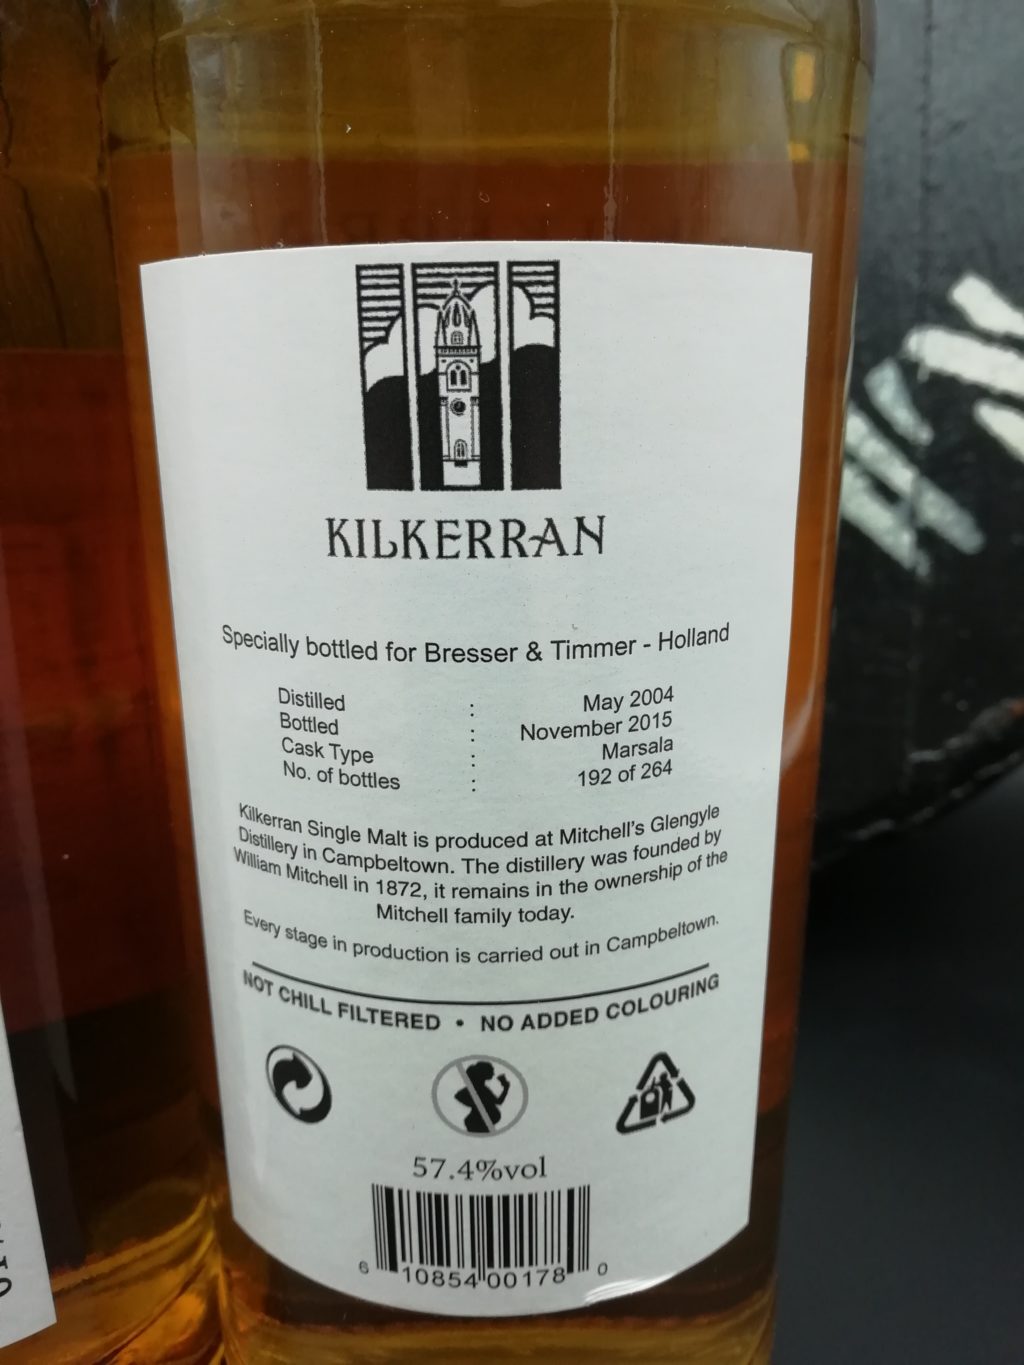 KILKERRAN
Specially bottled for Bresser & Timmer - Holland
Distilled : May 2004
Bottled : November 2015
Cask Type : Marsala
No. of bottles : 192 of 264
Kilkerran Single Malt is produced at Mitchell's Glengyle
Distillery in Campbeltown. The distillery was founded by
William Mitchell in 1872, it remains in the ownership of the
Mitchell family today.
Every stage in production is carried out in Campbeltown.
NOT CHILL FILTERED • NO ADDED COLOURING
57.4%vol
6 10854 00178 0